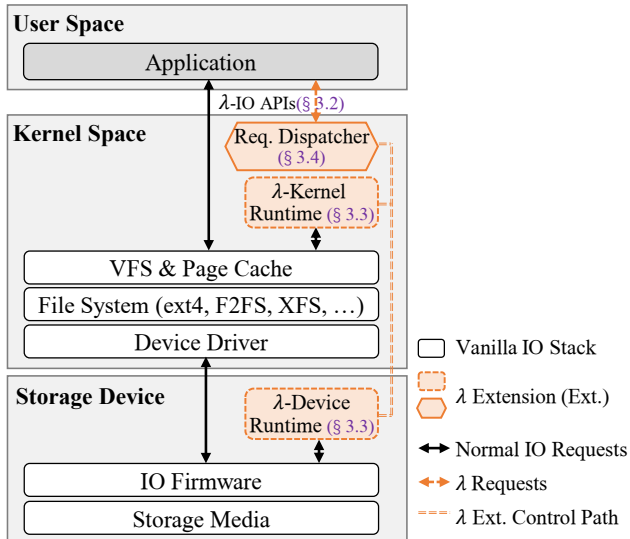 User Space
Application
λ-IO APIs(§ 3.2)
Kernel Space
Req. Dispatcher
(§ 3.4)
λ-Kernel
Runtime (§ 3.3)
VFS & Page Cache
File System (ext4, F2FS, XFS, …)
Device Driver
Storage Device
λ-Device
Runtime (§ 3.3)
IO Firmware
Storage Media
Vanilla IO Stack
λ Extension (Ext.)
Normal IO Requests
λ Requests
λ Ext. Control Path